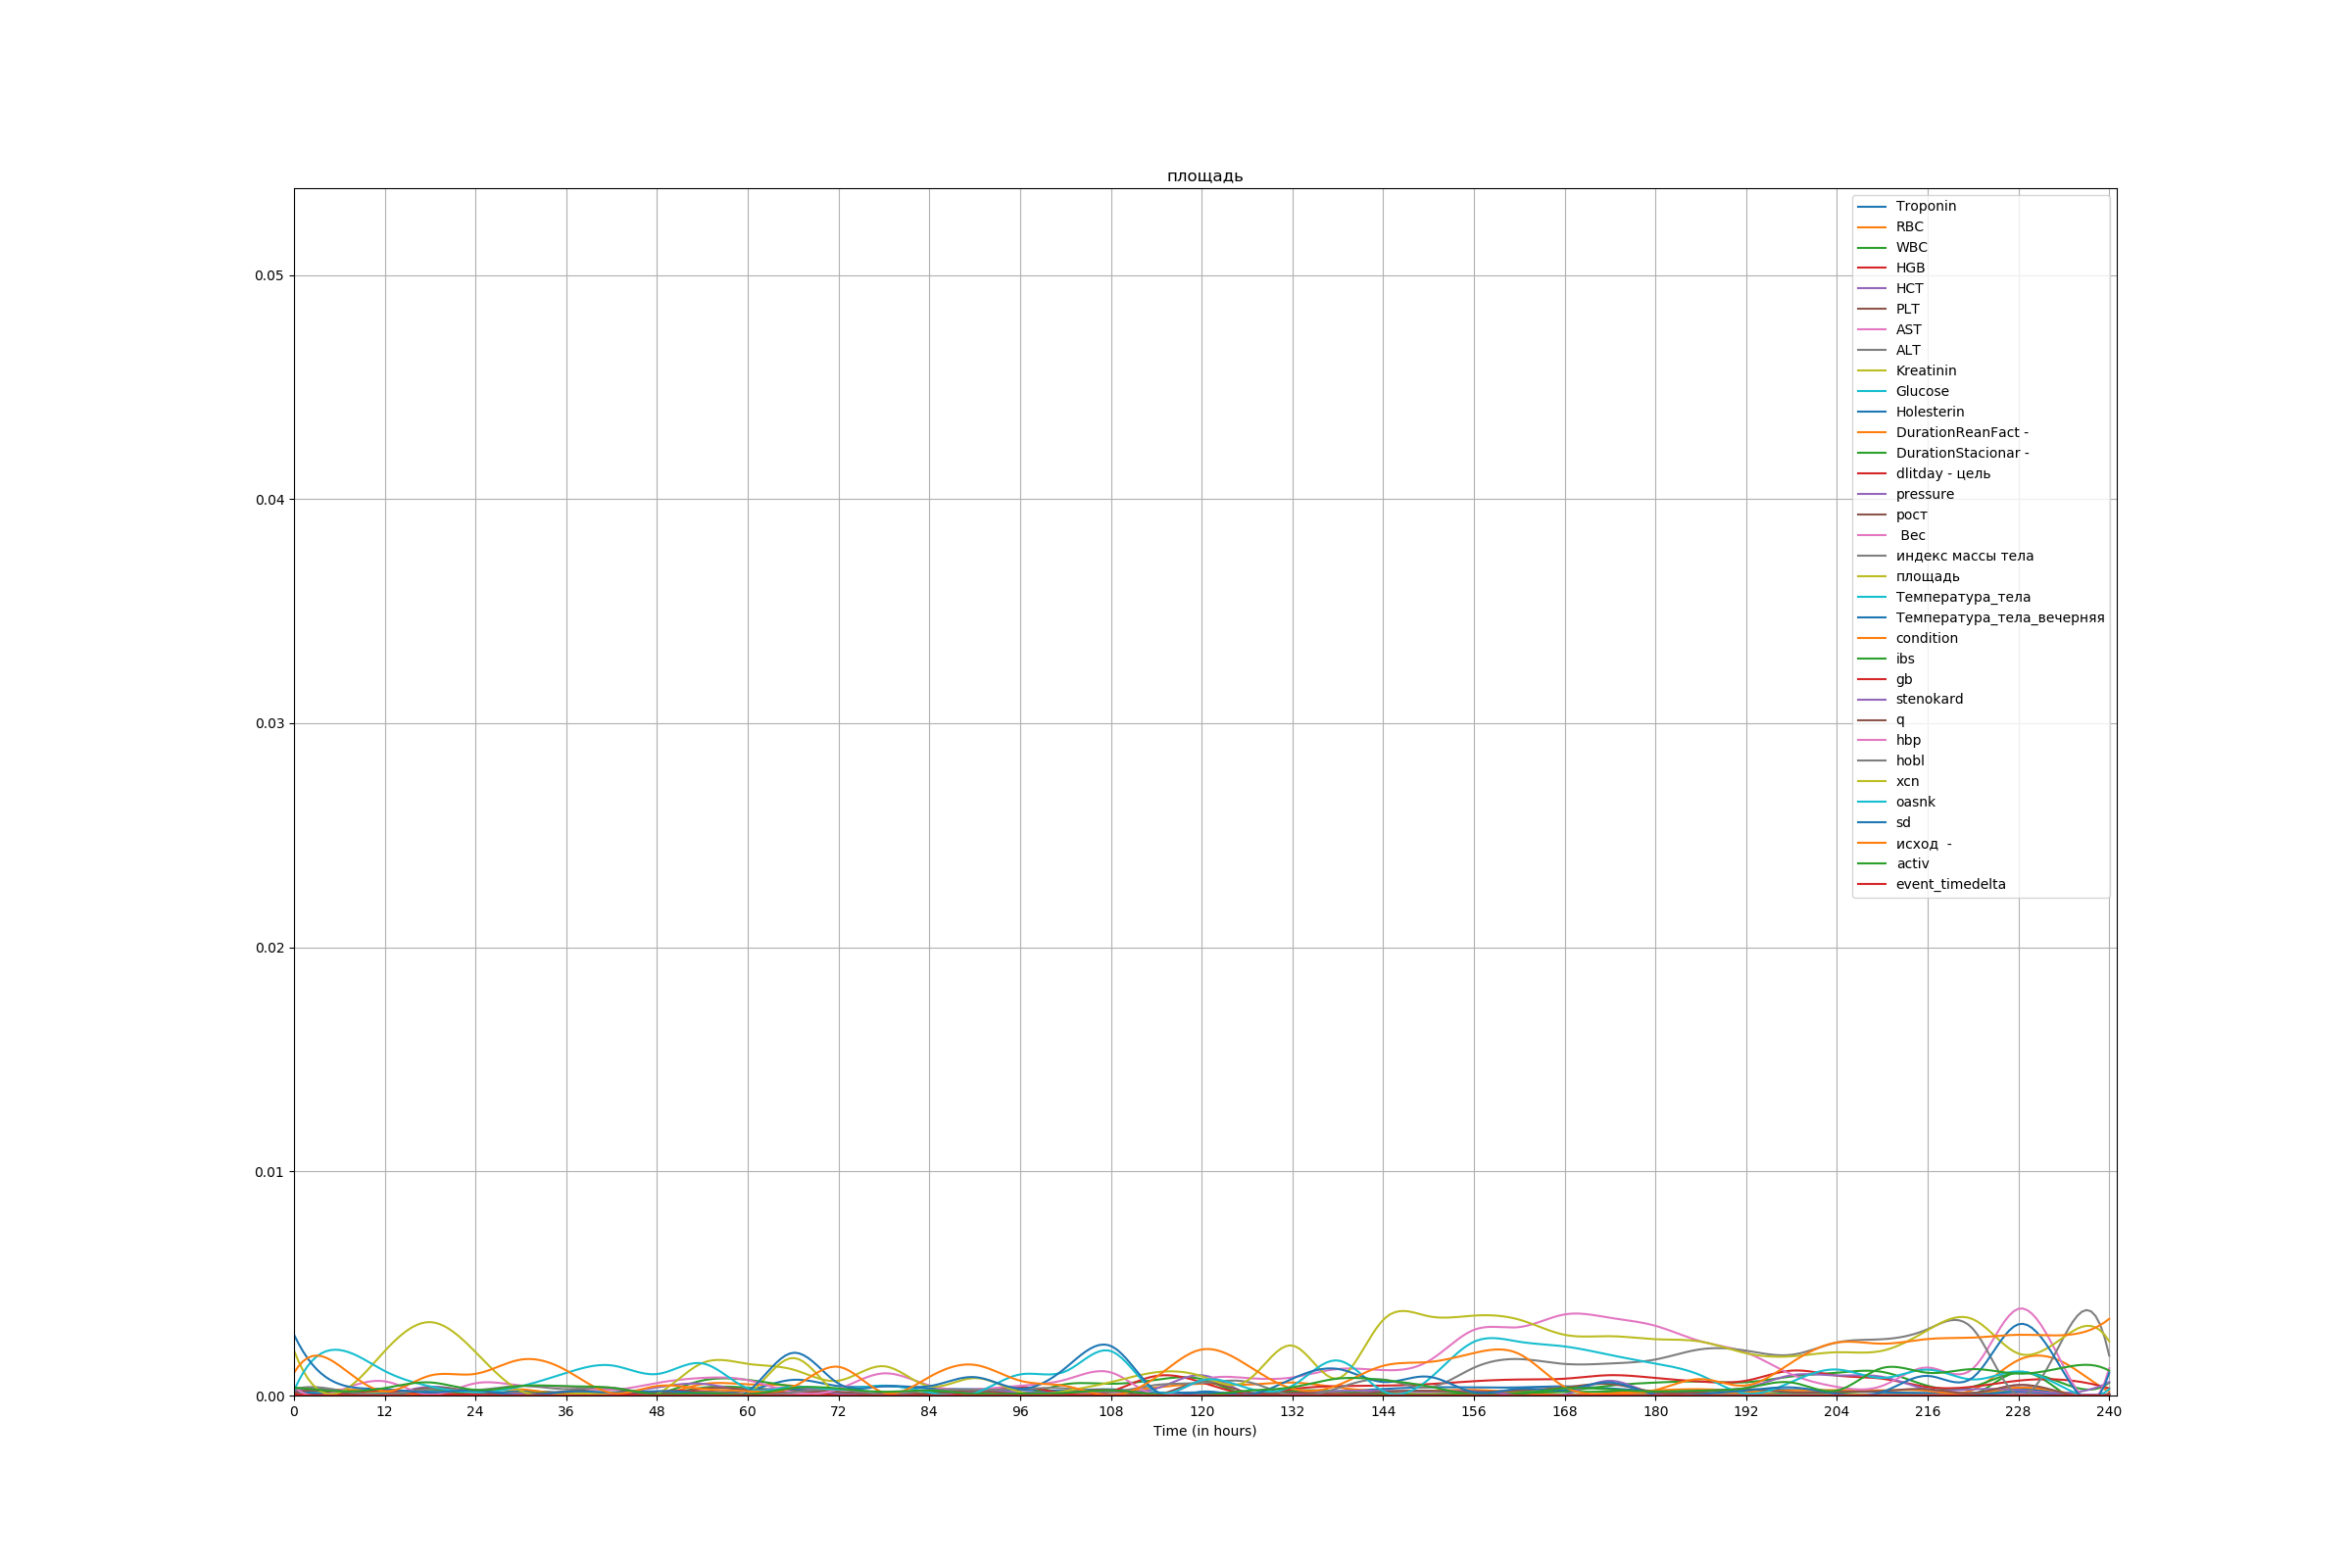 площадь
0.05
0.04
0.03
0.02
0.01
0.00
0 12 24 36 48 60 72 84 96 108 120 132 144 156 168 180 192 204 216 228 240
Time (in hours)
Troponin
RBC
WBC
HGB
HCT
PLT
AST
ALT
Kreatinin
Glucose
Holesterin
DurationReanFact -
DurationStacionar -
dlitday - цель
pressure
рост
Вес
индекс массы тела
площадь
Температура_тела
Температура_тела_вечерняя
condition
ibs
gb
stenokard
q
hbp
hobl
xcn
oasnk
sd
исход  -
activ
event_timedelta